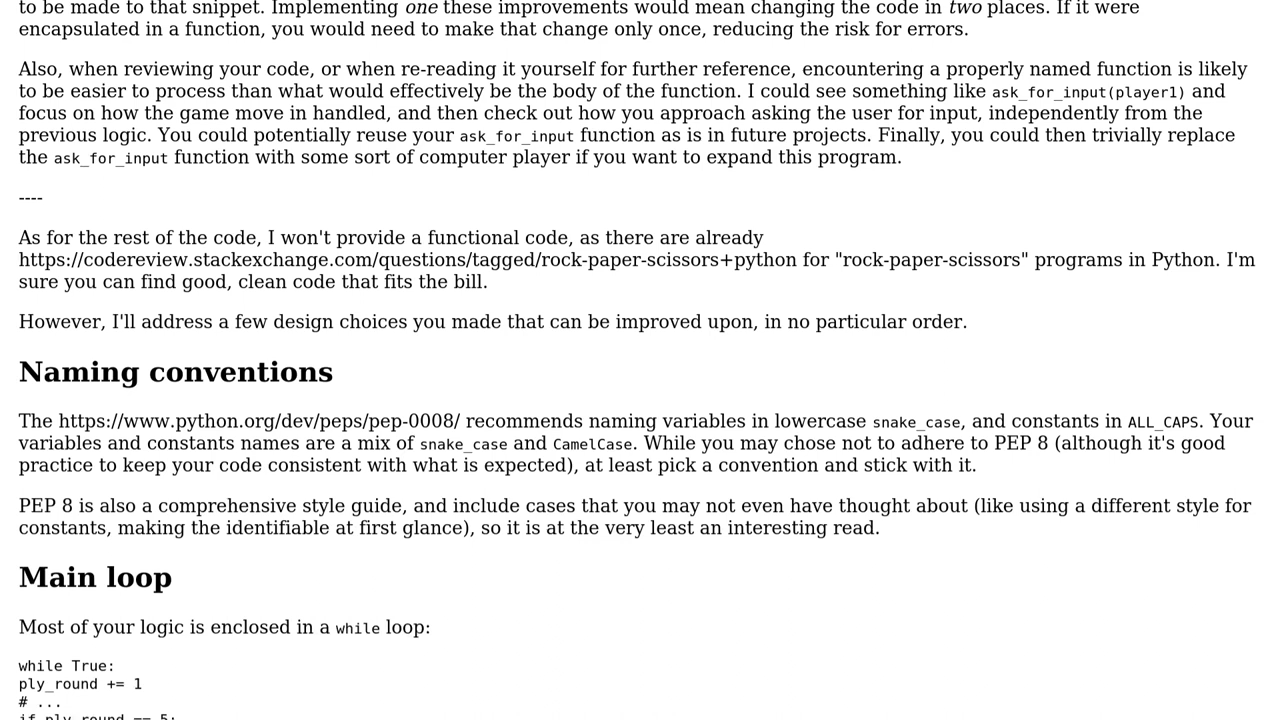 to be made to that snippet. Implementing one these improvements would mean changing the code in two places. If it were
encapsulated in a function, you would need to make that change only once, reducing the risk for errors.
Also, when reviewing your code, or when re-reading it yourself for further reference, encountering a properly named function is likely
to be easier to process than what would effectively be the body of the function. I could see something like ask_for_input(player1) and
focus on how the game move in handled, and then check out how you approach asking the user for input, independently from the
previous logic. You could potentially reuse your ask_for_input function as is in future projects. Finally, you could then trivially replace
the ask_for_input function with some sort of computer player if you want to expand this program.
----
As for the rest of the code, I won't provide a functional code, as there are already
https://codereview.stackexchange.com/questions/tagged/rock-paper-scissors+python for "rock-paper-scissors" programs in Python. I'm
sure you can find good, clean code that fits the bill.
However, I'll address a few design choices you made that can be improved upon, in no particular order.
Naming conventions
The https://www.python.org/dev/peps/pep-0008/ recommends naming variables in lowercase snake_case, and constants in ALL_CAPS. Your
variables and constants names are a mix of snake_case and CamelCase. While you may chose not to adhere to PEP 8 (although it's good
practice to keep your code consistent with what is expected), at least pick a convention and stick with it.
PEP 8 is also a comprehensive style guide, and include cases that you may not even have thought about (like using a different style for
constants, making the identifiable at first glance), so it is at the very least an interesting read.
Main loop
Most of your logic is enclosed in a while loop:
while True:
ply_round += 1
# ...
if ply_round == 5: